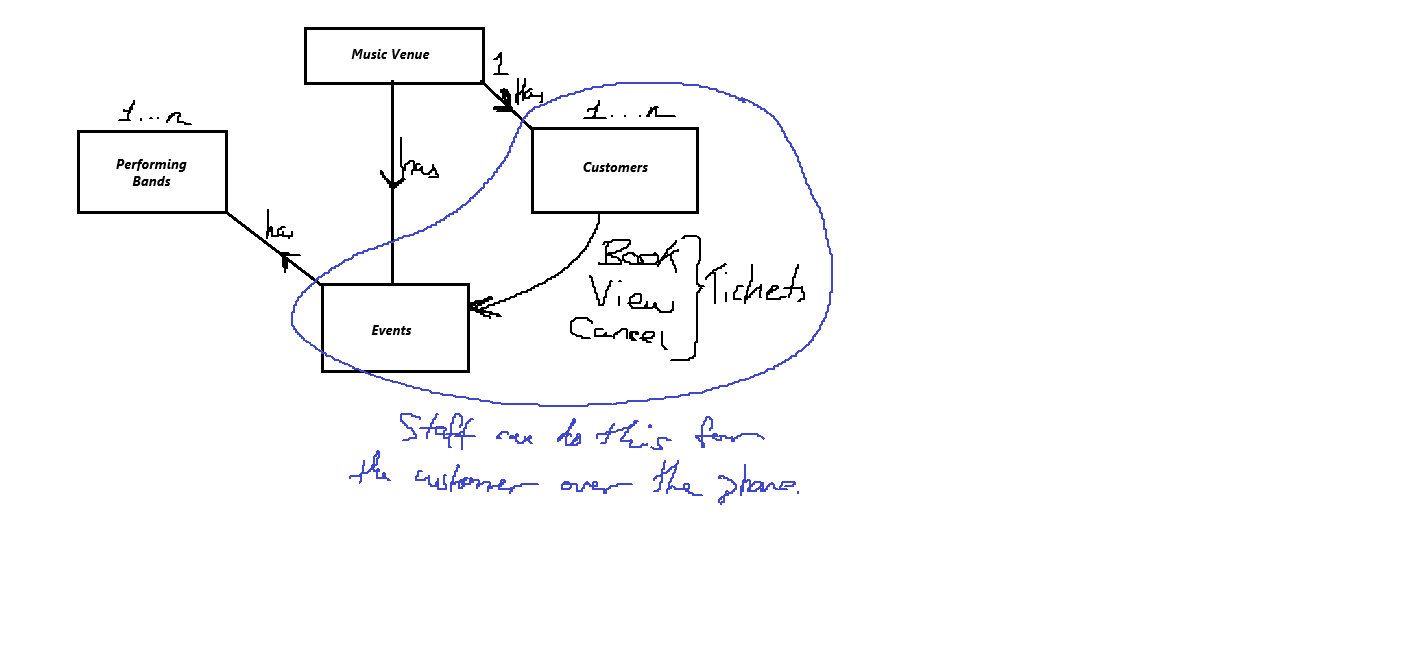 Music Venue
1
Has
1...n
1...n
Performing
Bands
Customers
has
has
Book
View
Cancel
Tickets
Events
Staff can do this for
the customer over the phone.